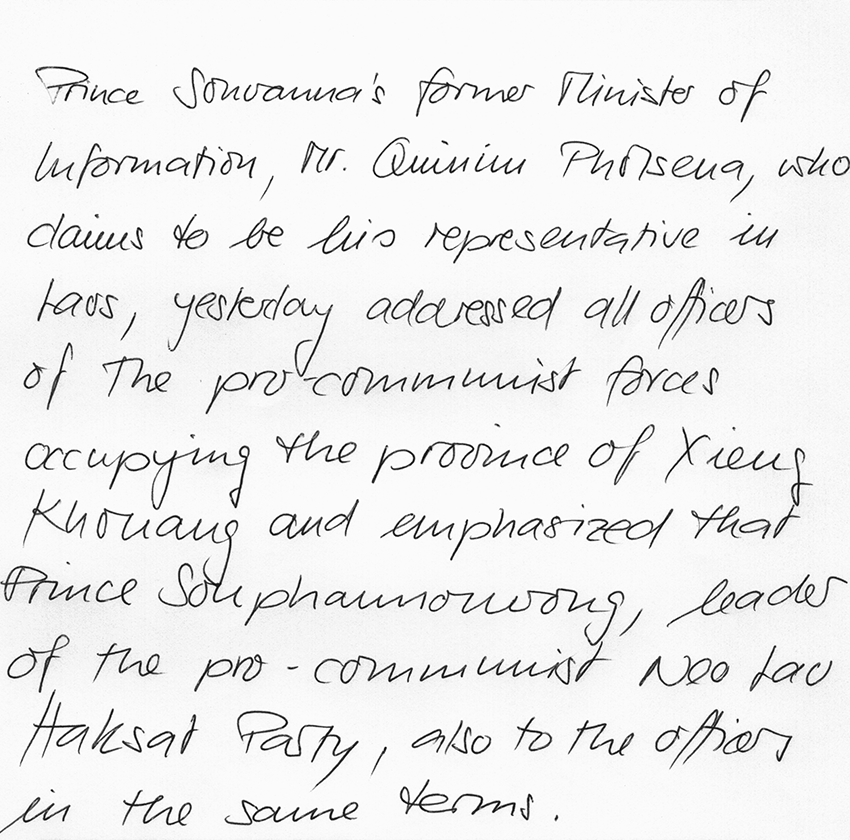 Prince Souvanna's former Minister of
Information, Mr. Quinim Pholsena, who
claims to be his representative in
Laos, yesterday addressed all officers
of the pro-communist forces
occupying the province of Xieng
Khouang and emphasized that
Prince Souphannouvong, leader
of the pro-communist Neo Lao
Haksat Party, also to the officers
in the same terms.